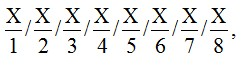 X/1 / X/2 / X/3 / X/4 / X/5 / X/6 / X/7 / X/8,